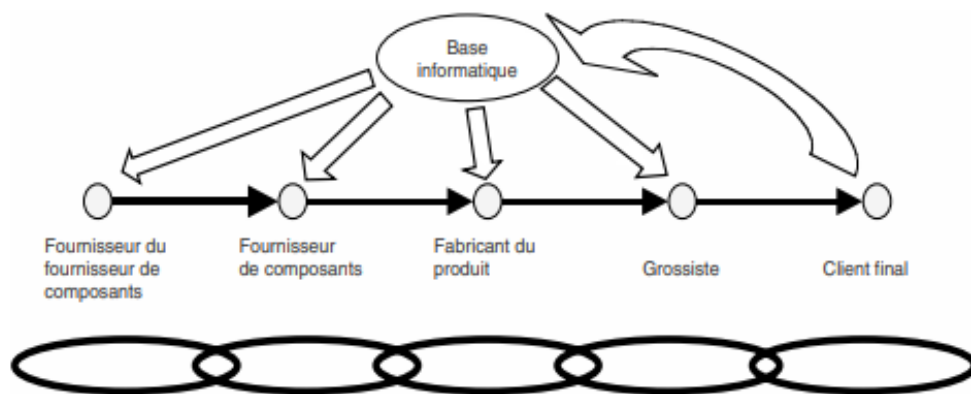 Base
informatique
Fournisseur du
fournisseur de
composants
Fournisseur
de composants
Fabricant du
produit
Grossiste
Client final